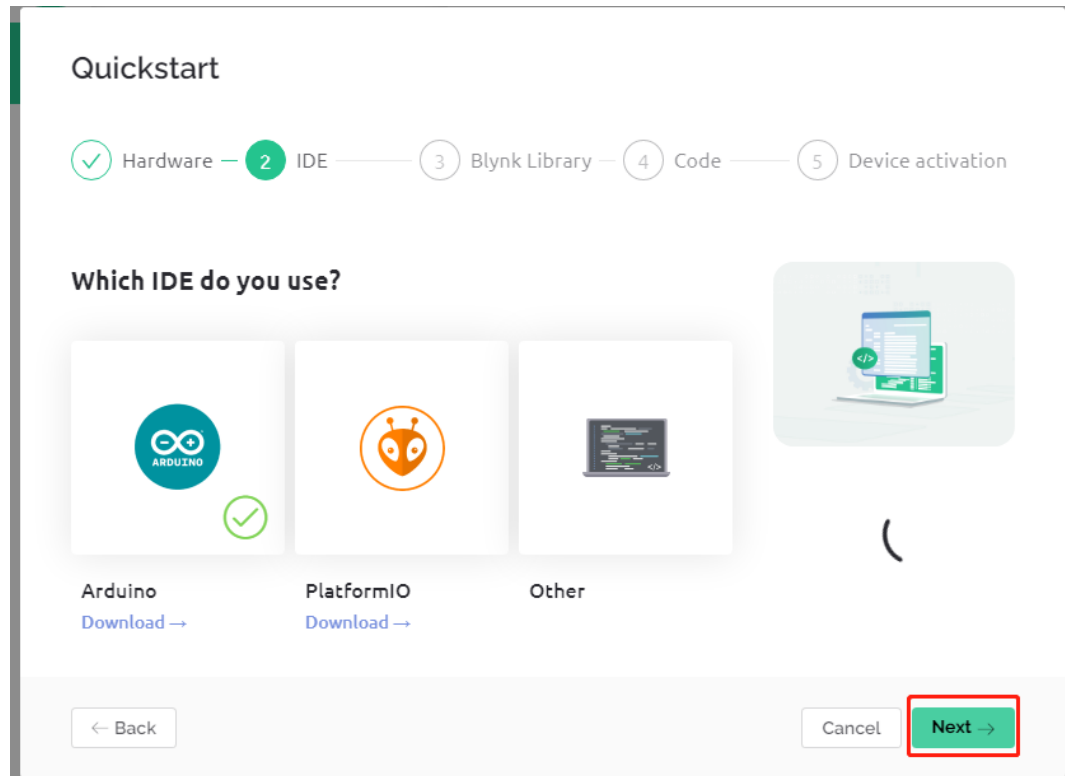 Quickstart
Hardware 2 IDE 3 Blynk Library 4 Code 5 Device activation
Which IDE do you use?
ARDUINO
</>
</>
Arduino PlatformIO Other
Download → Download →
← Back Cancel Next →